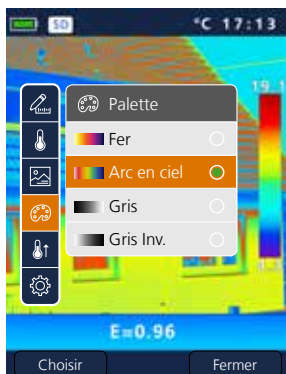 SD °C 17:13
19.1
Palette
Fer
Arc en ciel
Gris
Gris Inv.
E=0.96
Choisir Fermer